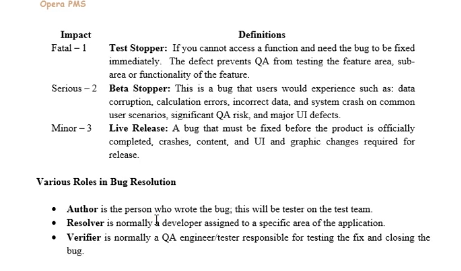 Opera PMS
Impact Definitions
Fatal – 1 Test Stopper: If you cannot access a function and need the bug to be fixed
immediately. The defect prevents QA from testing the feature area, sub-
area or functionality of the feature.
Serious – 2 Beta Stopper: This is a bug that users would experience such as: data
corruption, calculation errors, incorrect data, and system crash on common
user scenarios, significant QA risk, and major UI defects.
Minor – 3 Live Release: A bug that must be fixed before the product is officially
completed, crashes, content, and UI and graphic changes required for
release.
Various Roles in Bug Resolution
• Author is the person who wrote the bug; this will be tester on the test team.
• Resolver is normally a developer assigned to a specific area of the application.
• Verifier is normally a QA engineer/tester responsible for testing the fix and closing the
bug.